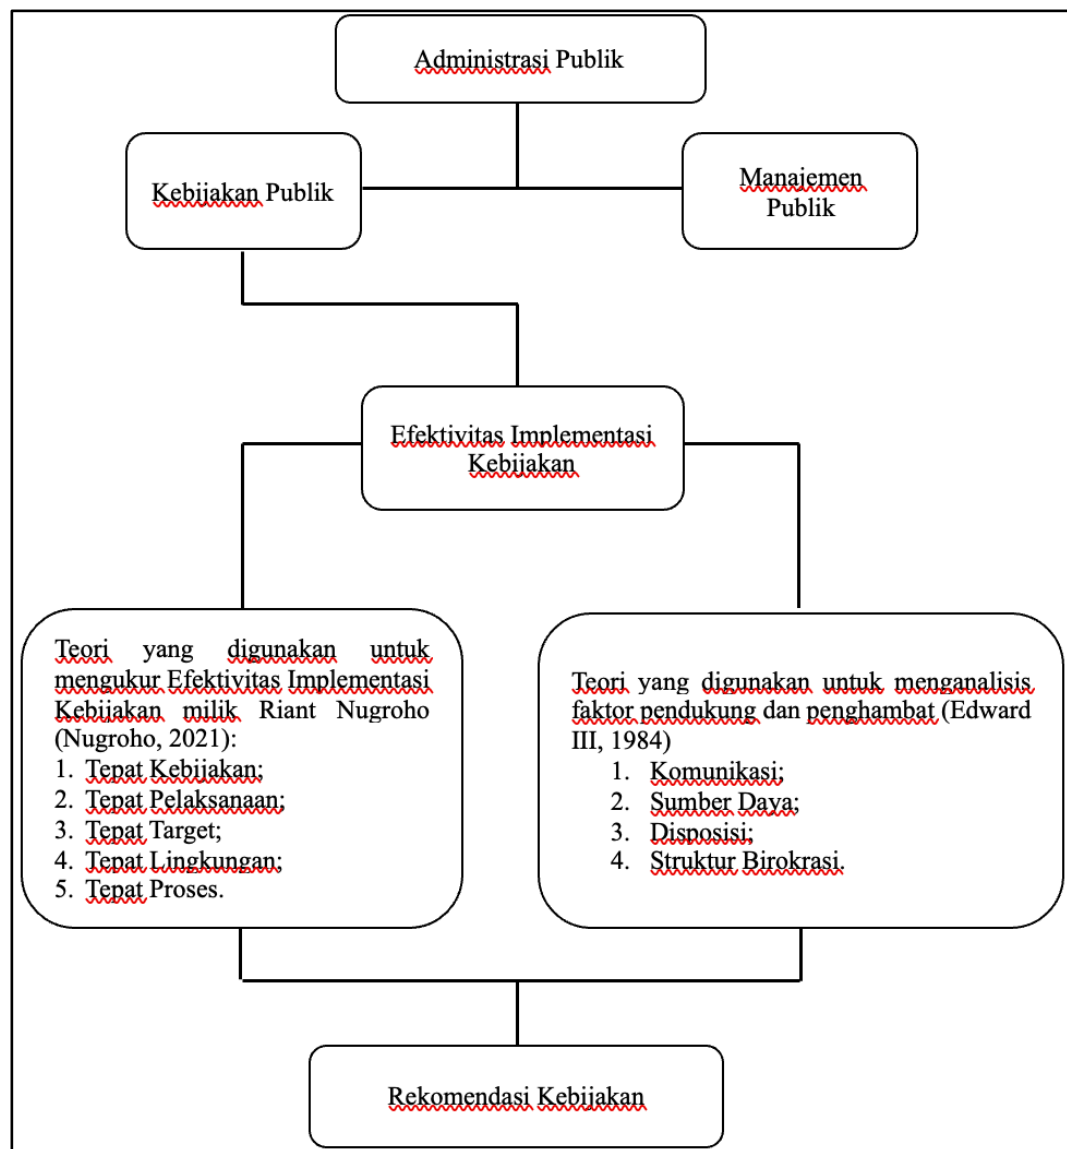 Administrasi Publik
Kebijakan Publik
Manajemen
Publik
Efektivitas Implementasi
Kebijakan
Teori yang digunakan untuk
mengukur Efektivitas Implementasi
Kebijakan milik Riant Nugroho
(Nugroho, 2021):
1. Tepat Kebijakan;
2. Tepat Pelaksanaan;
3. Tepat Target;
4. Tepat Lingkungan;
5. Tepat Proses.
Teori yang digunakan untuk menganalisis
faktor pendukung dan penghambat (Edward
III, 1984)
1. Komunikasi;
2. Sumber Daya;
3. Disposisi;
4. Struktur Birokrasi.
Rekomendasi Kebijakan